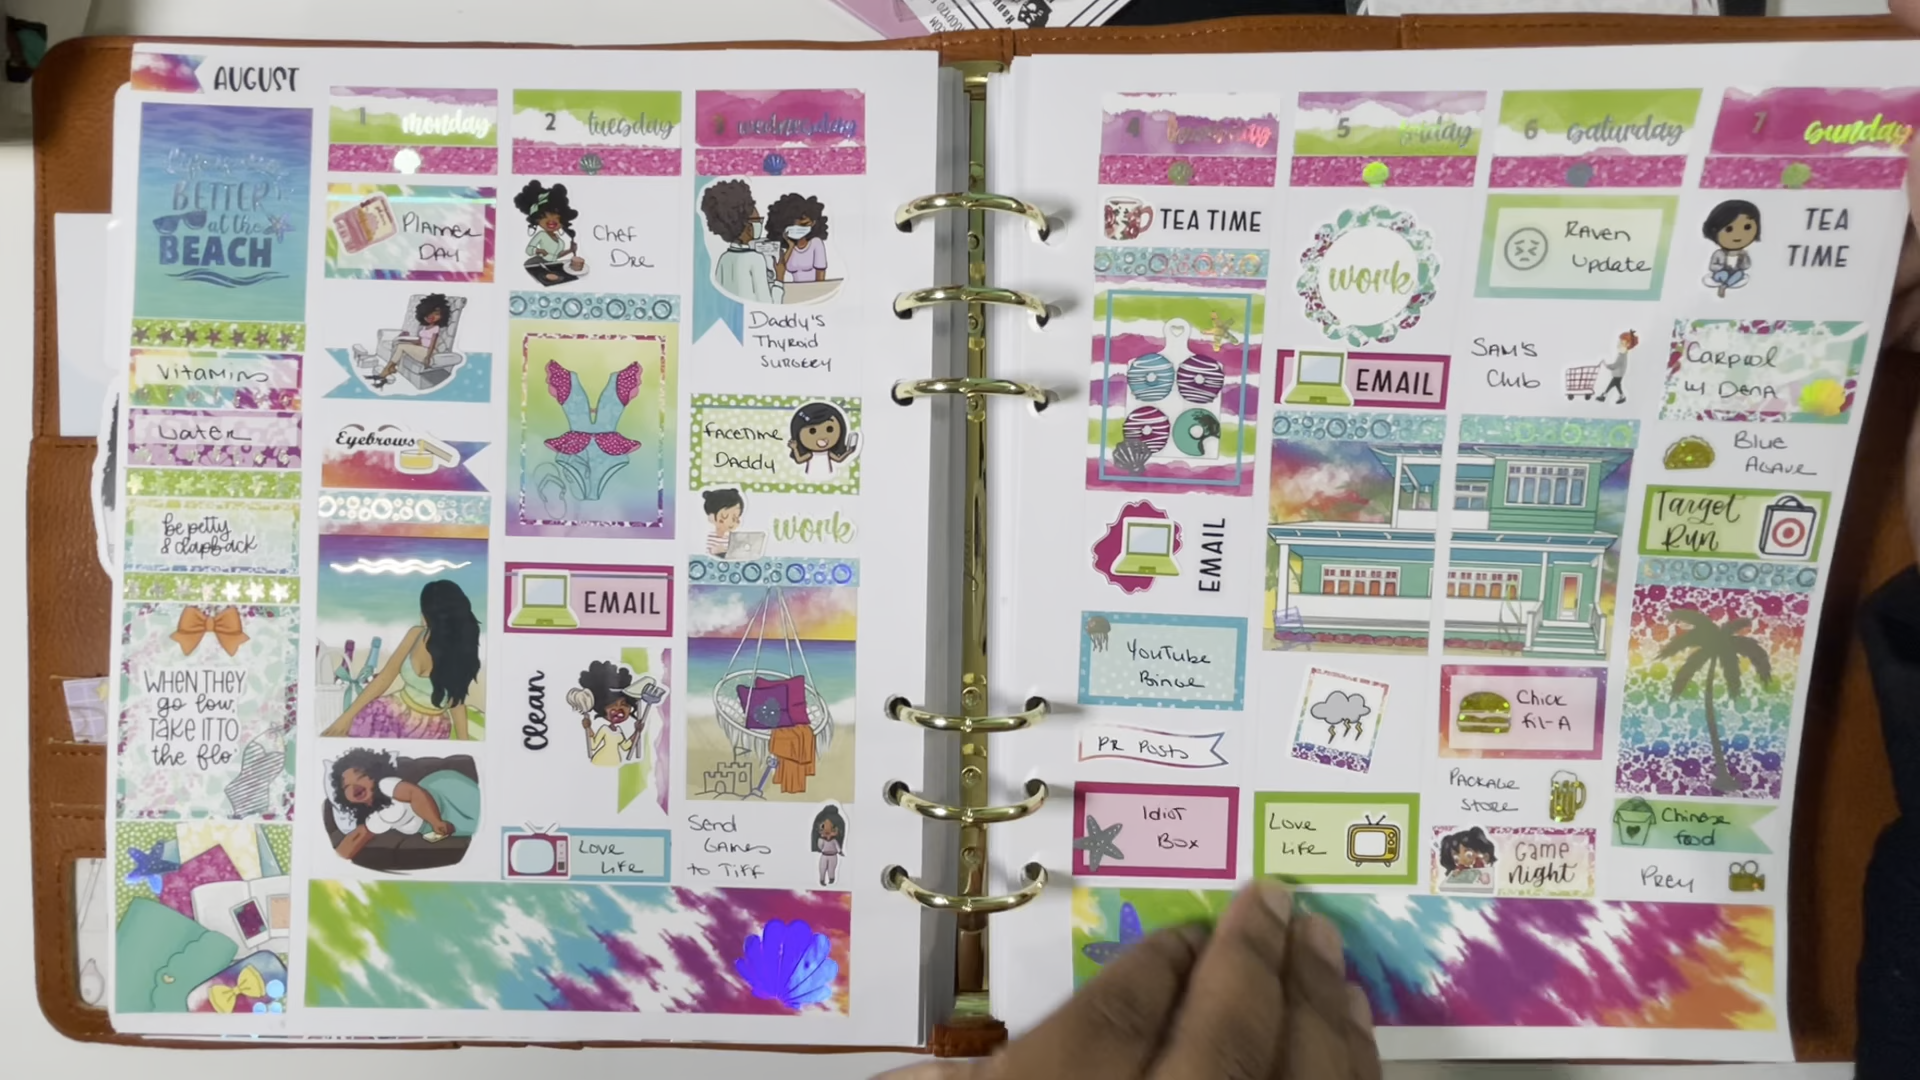 AUGUST
BETTER
at the
BEACH
Vitamins
Water
be petty
& clapback
WHEN THEY
go low,
TAKE IT TO
the flo'
1 monday
Planner
Day
Eyebrows
2 tuesday
Chef
Dre
EMAIL
clean
Love
Life
3 wednesday
Daddy's
Thyroid
Surgery
Facetime
Daddy
work
Send
Games
to Tiff
4
TEA TIME
EMAIL
YouTube
Binge
PR Posts
Idiot
Box
5 friday
work
EMAIL
Love
Life
6 saturday
Raven
Update
Sam's
Club
Chick
Fil-A
Package
Store
Game
night
7 sunday
TEA
TIME
Carpool
w/ Dena
Blue
Agave
Target
Run
Chinese
food
Prey